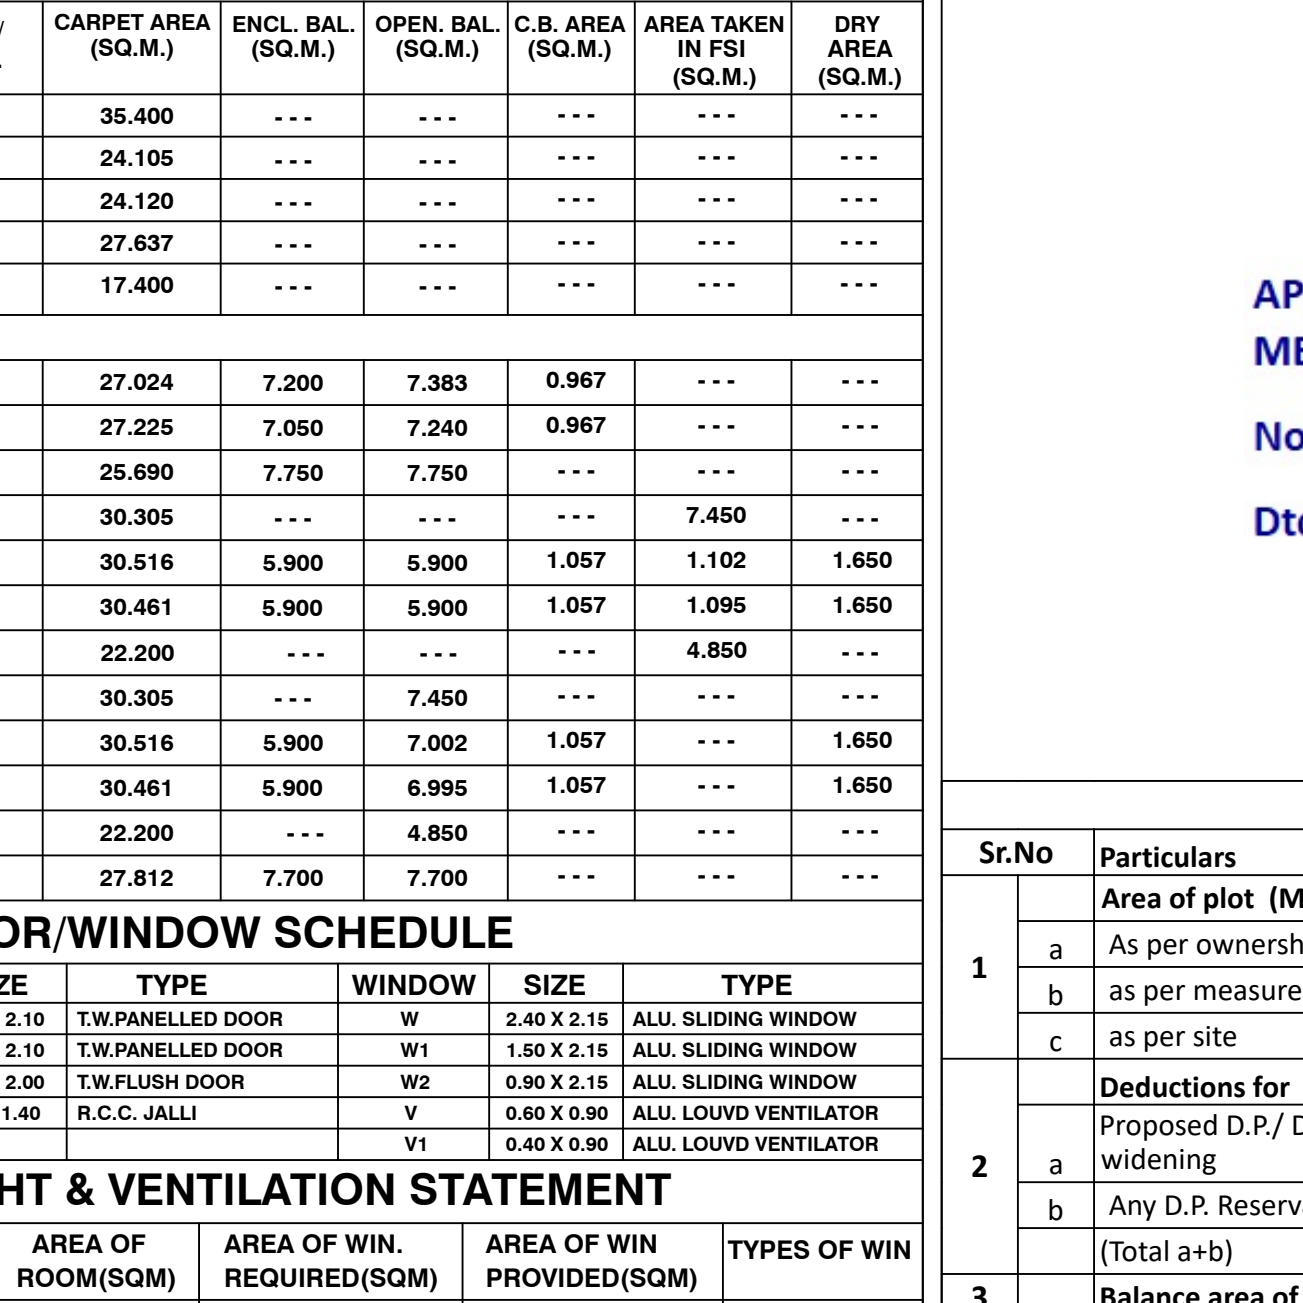 CARPET AREA (SQ.M.) ENCL. BAL. (SQ.M.) OPEN. BAL. (SQ.M.) C.B. AREA (SQ.M.) AREA TAKEN IN FSI (SQ.M.) DRY AREA (SQ.M.)
35.400 --- --- --- --- ---
24.105 --- --- --- --- ---
24.120 --- --- --- --- ---
27.637 --- --- --- --- ---
17.400 --- --- --- --- ---
27.024 7.200 7.383 0.967 --- ---
27.225 7.050 7.240 0.967 --- ---
25.690 7.750 7.750 --- --- ---
30.305 --- --- --- 7.450 ---
30.516 5.900 5.900 1.057 1.102 1.650
30.461 5.900 5.900 1.057 1.095 1.650
22.200 --- --- --- 4.850 ---
30.305 --- 7.450 --- --- ---
30.516 5.900 7.002 1.057 --- 1.650
30.461 5.900 6.995 1.057 --- 1.650
22.200 --- 4.850 --- --- ---
27.812 7.700 7.700 --- --- ---
OR/WINDOW SCHEDULE
ZE TYPE WINDOW SIZE TYPE
2.10 T.W.PANELLED DOOR W 2.40 X 2.15 ALU. SLIDING WINDOW
2.10 T.W.PANELLED DOOR W1 1.50 X 2.15 ALU. SLIDING WINDOW
2.00 T.W.FLUSH DOOR W2 0.90 X 2.15 ALU. SLIDING WINDOW
1.40 R.C.C. JALLI V 0.60 X 0.90 ALU. LOUVD VENTILATOR
V1 0.40 X 0.90 ALU. LOUVD VENTILATOR
HT & VENTILATION STATEMENT
AREA OF ROOM(SQM) AREA OF WIN. REQUIRED(SQM) AREA OF WIN PROVIDED(SQM) TYPES OF WIN
AP
ME
No
Dt
Sr.No Particulars
1 Area of plot (M
a As per ownersh
b as per measure
c as per site
2 Deductions for
a Proposed D.P./ D
widening
b Any D.P. Reserv
(Total a+b)
3 Balance area of